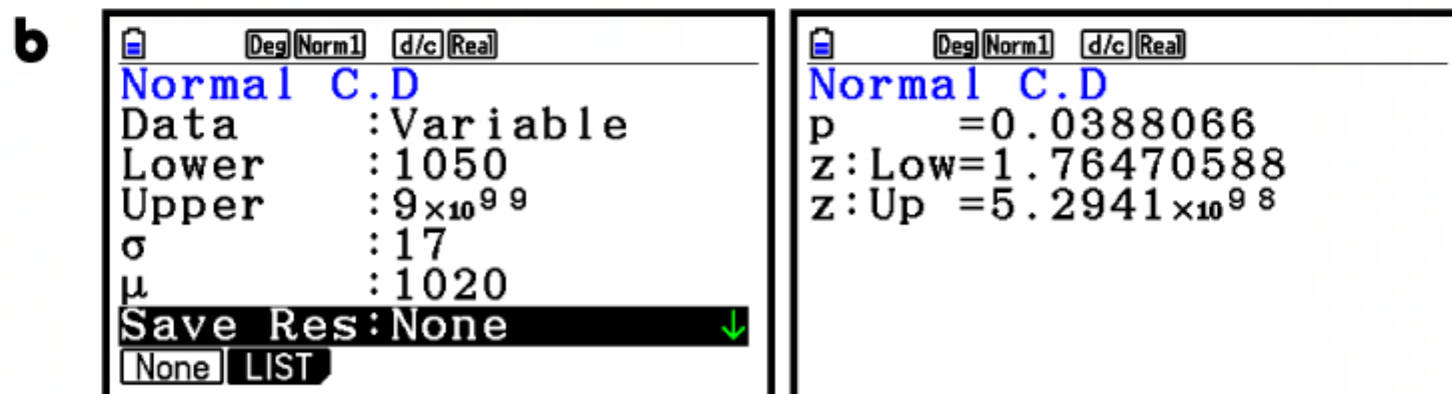 b
Deg Norm1 d/c Real
Normal C.D
Data :Variable
Lower :1050
Upper :9×10⁹⁹
σ :17
μ :1020
Save Res:None ↓
None LIST
Deg Norm1 d/c Real
Normal C.D
p =0.0388066
z:Low=1.76470588
z:Up =5.2941×10⁹⁸